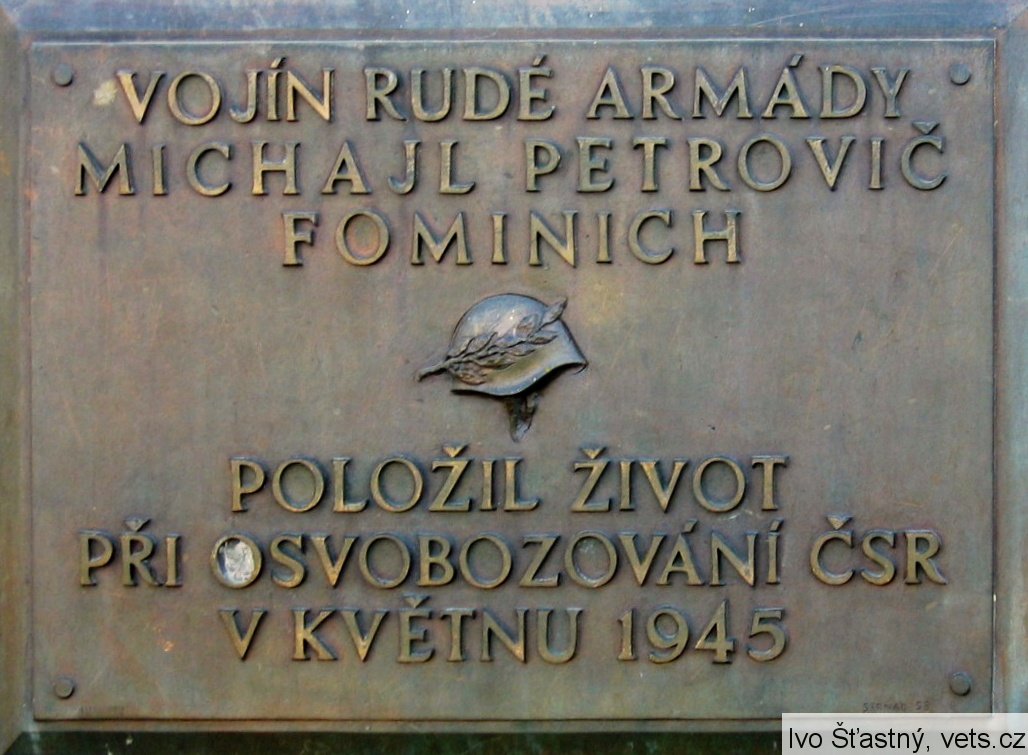 VOJÍN RUDÉ ARMÁDY
MICHAJL PETROVIČ
FOMINICH
POLOŽIL ŽIVOT
PŘI OSVOBOZOVÁNÍ ČSR
V KVĚTNU 1945
Ivo Šťastný, vets.cz